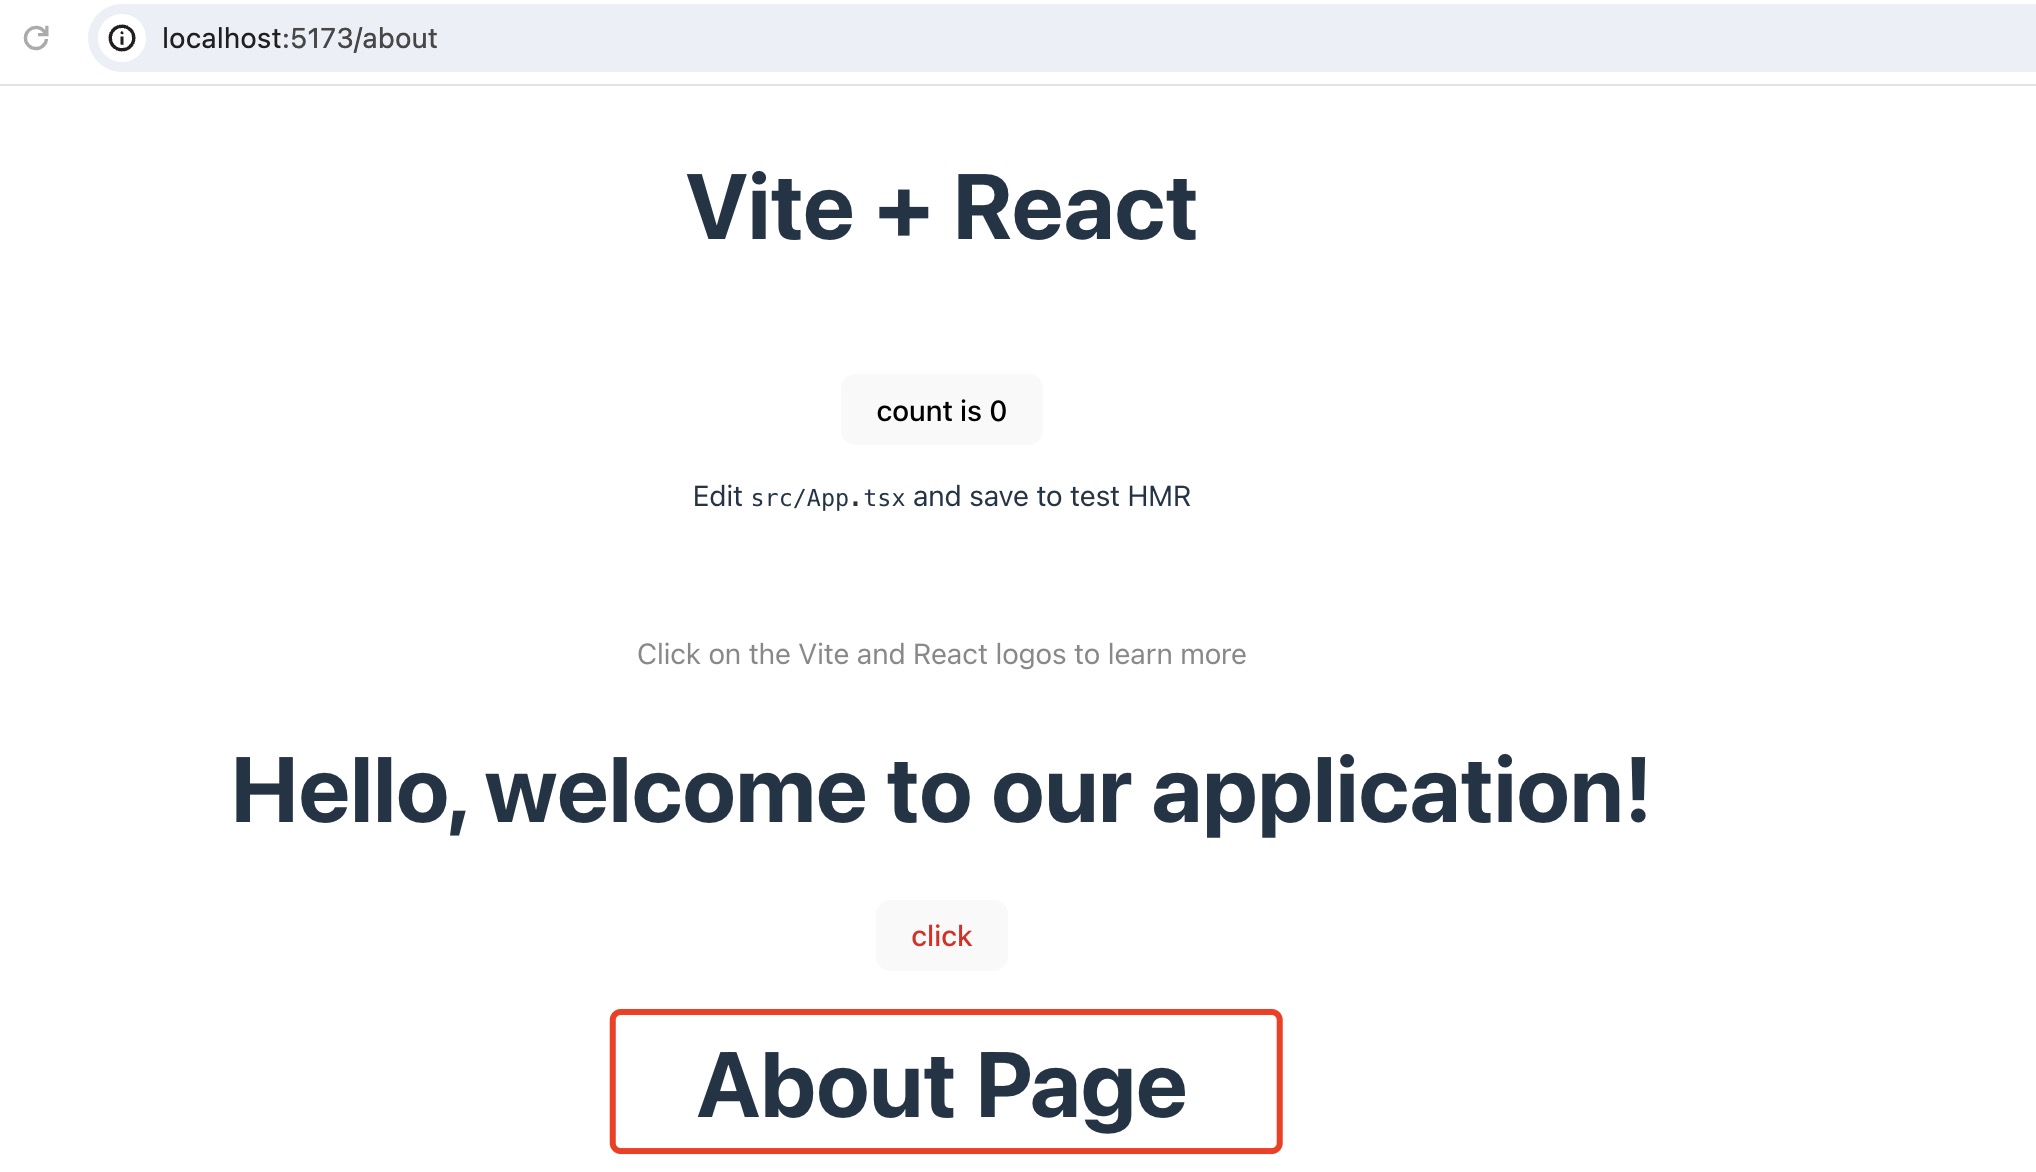 localhost:5173/about
Vite + React
count is 0
Edit src/App.tsx and save to test HMR
Click on the Vite and React logos to learn more
Hello, welcome to our application!
click
About Page